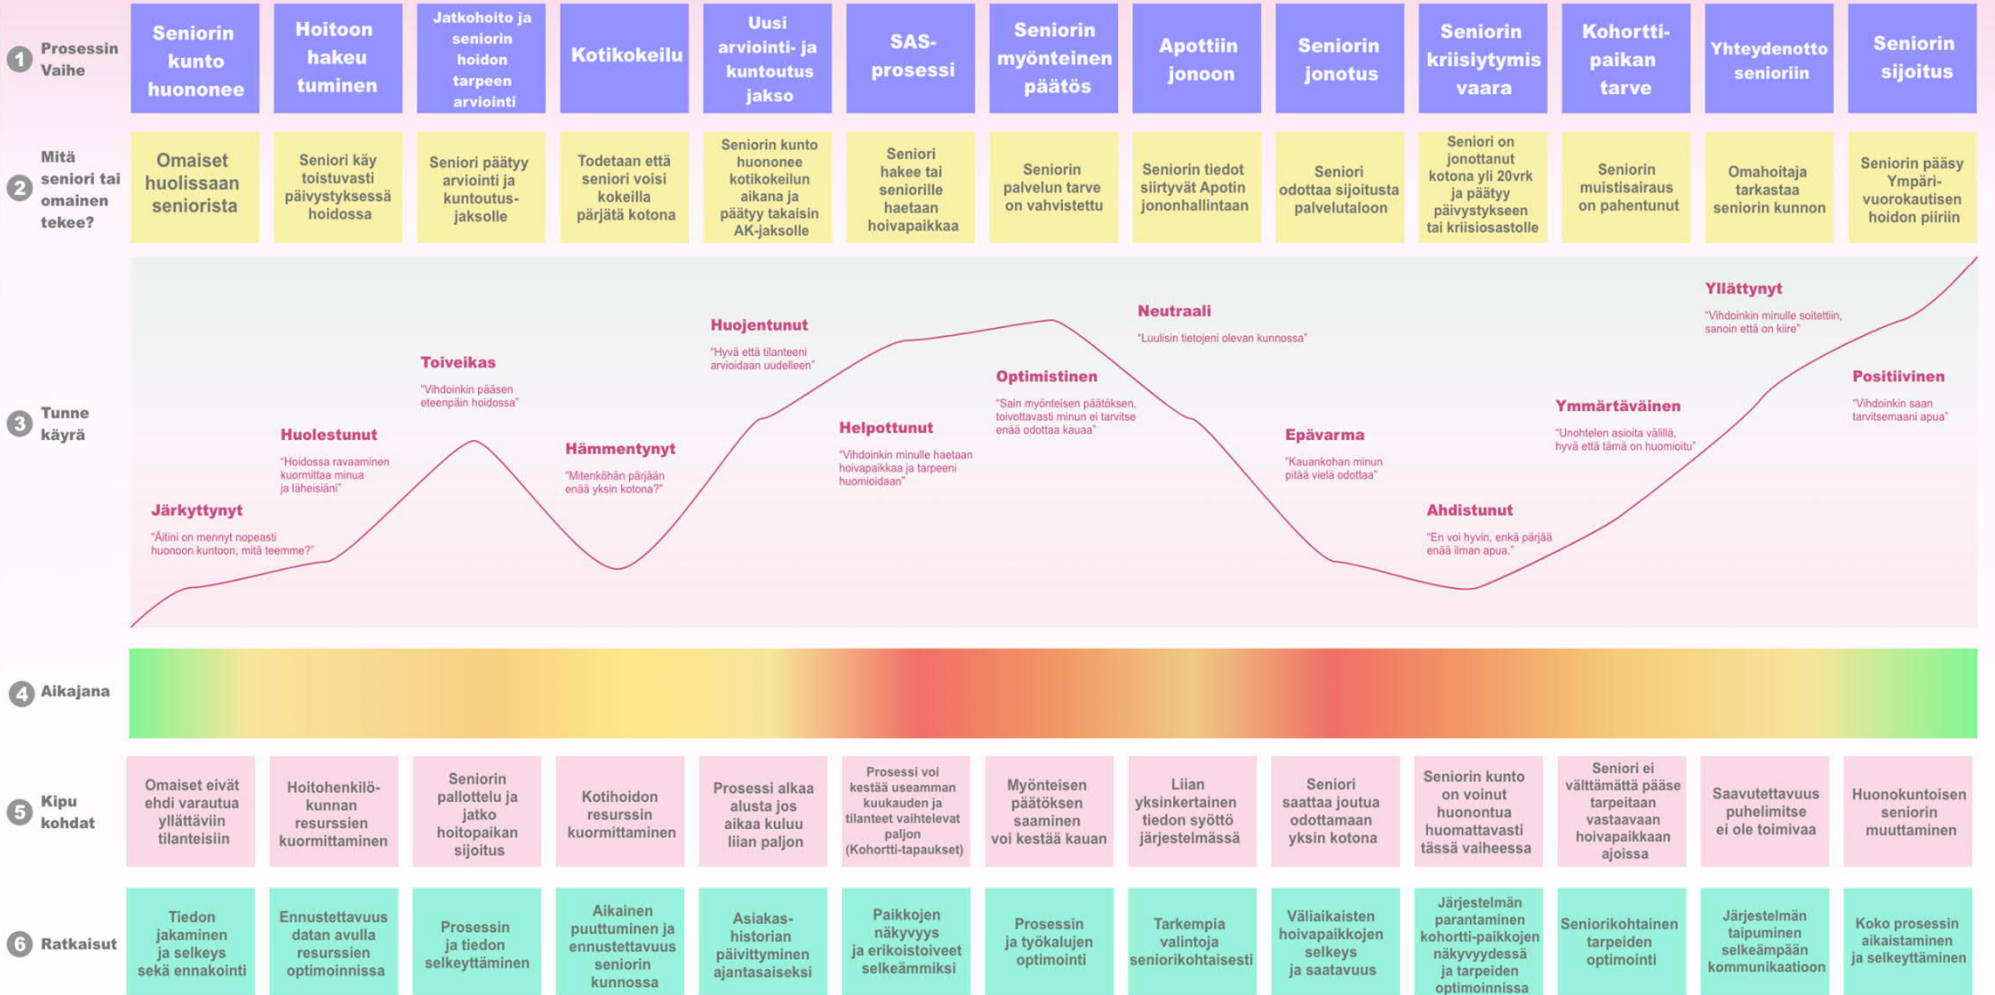 1
Prosessin
Vaihe
Seniorin
kunto
huononee
Hoitoon
hakeu
tuminen
Jatkohoito ja
seniorin
hoidon
tarpeen
arviointi
Kotikokeilu
Uusi
arviointi- ja
kuntoutus
jakso
SAS-
prosessi
Seniorin
myönteinen
päätös
Apottiin
jonoon
Seniorin
jonotus
Seniorin
kriisiytymis
vaara
Kohortti-
paikan
tarve
Yhteydenotto
senioriin
Seniorin
sijoitus
2
Mitä
seniori tai
omainen
tekee?
Omaiset
huolissaan
seniorista
Seniori käy
toistuvasti
päivystyksessä
hoidossa
Seniori päätyy
arviointi ja
kuntoutus-
jaksolle
Todetaan että
seniori voisi
kokeilla
pärjätä kotona
Seniorin kunto
huononee
kotikokeilun
aikana ja
päätyy takaisin
AK-jaksolle
Seniori
hakee tai
seniorille
haetaan
hoivapaikkaa
Seniorin
palvelun tarve
on vahvistettu
Seniorin tiedot
siirtyvät Apotin
jononhallintaan
Seniori
odottaa sijoitusta
palvelutaloon
Seniori on
jonottanut
kotona yli 20vrk
ja päätyy
päivystykseen
tai kriisiosastolle
Seniorin
muistisairaus
on pahentunut
Omahoitaja
tarkastaa
seniorin kunnon
Seniorin pääsy
Ympäri-
vuorokautisen
hoidon piiriin
3
Tunne
käyrä
Järkyttynyt
"Äitini on mennyt nopeasti
huonoon kuntoon, mitä teemme?"
Huolestunut
"Hoidossa ravaaminen
kuormittaa minua
ja läheisiäni"
Toiveikas
"Vihdoinkin pääsen
eteenpäin hoidossa"
Hämmentynyt
"Mitenköhän pärjään
enää yksin kotona?"
Huojentunut
"Hyvä että tilanteeni
arvioidaan uudelleen"
Helpottunut
"Vihdoinkin minulle haetaan
hoivapaikkaa ja tarpeeni
huomioidaan"
Optimistinen
"Sain myönteisen päätöksen,
toivottavasti minun ei tarvitse
enää odottaa kauaa"
Neutraali
"Luulisin tietojeni olevan kunnossa"
Epävarma
"Kauankohan minun
pitää vielä odottaa"
Ahdistunut
"En voi hyvin, enkä pärjää
enää ilman apua."
Ymmärtäväinen
"Unohtelen asioita välillä,
hyvä että tämä on huomioitu"
Yllättynyt
"Vihdoinkin minulle soitettiin,
sanoin että on kiire"
Positiivinen
"Vihdoinkin saan
tarvitsemaani apua"
4
Aikajana
5
Kipu
kohdat
Omaiset eivät
ehdi varautua
yllättäviin
tilanteisiin
Hoitohenkilö-
kunnan
resurssien
kuormittaminen
Seniorin
pallottelu ja
jatko
hoitopaikan
sijoitus
Kotihoidon
resurssin
kuormittaminen
Prosessi alkaa
alusta jos
aikaa kuluu
liian paljon
Prosessi voi
kestää useamman
kuukauden ja
tilanteet vaihtelevat
paljon
(Kohortti-tapaukset)
Myönteisen
päätöksen
saaminen
voi kestää kauan
Liian
yksinkertainen
tiedon syöttö
järjestelmässä
Seniori
saattaa joutua
odottamaan
yksin kotona
Seniorin kunto
on voinut
huonontua
huomattavasti
tässä vaiheessa
Seniori ei
välttämättä pääse
tarpeitaan
vastaavaan
hoivapaikkaan
ajoissa
Saavutettavuus
puhelimitse
ei ole toimivaa
Huonokuntoisen
seniorin
muuttaminen
6
Ratkaisut
Tiedon
jakaminen
ja selkeys
sekä ennakointi
Ennustettavuus
datan avulla
resurssien
optimoinnissa
Prosessin
ja tiedon
selkeyttäminen
Aikainen
puuttuminen ja
ennustettavuus
seniorin
kunnossa
Asiakas-
historian
päivittyminen
ajantasaiseksi
Paikkojen
näkyvyys
ja erikoistoiveet
selkeämmiksi
Prosessin
ja työkalujen
optimointi
Tarkempia
valintoja
seniorikohtaisesti
Väliaikaisten
hoivapaikkojen
selkeys
ja saatavuus
Järjestelmän
parantaminen
kohortti-paikkojen
näkyvyydessä
ja tarpeiden
optimoinnissa
Seniorikohtainen
tarpeiden
optimointi
Järjestelmän
taipuminen
selkeämpään
kommunikaatioon
Koko prosessin
aikaistaminen
ja selkeyttäminen